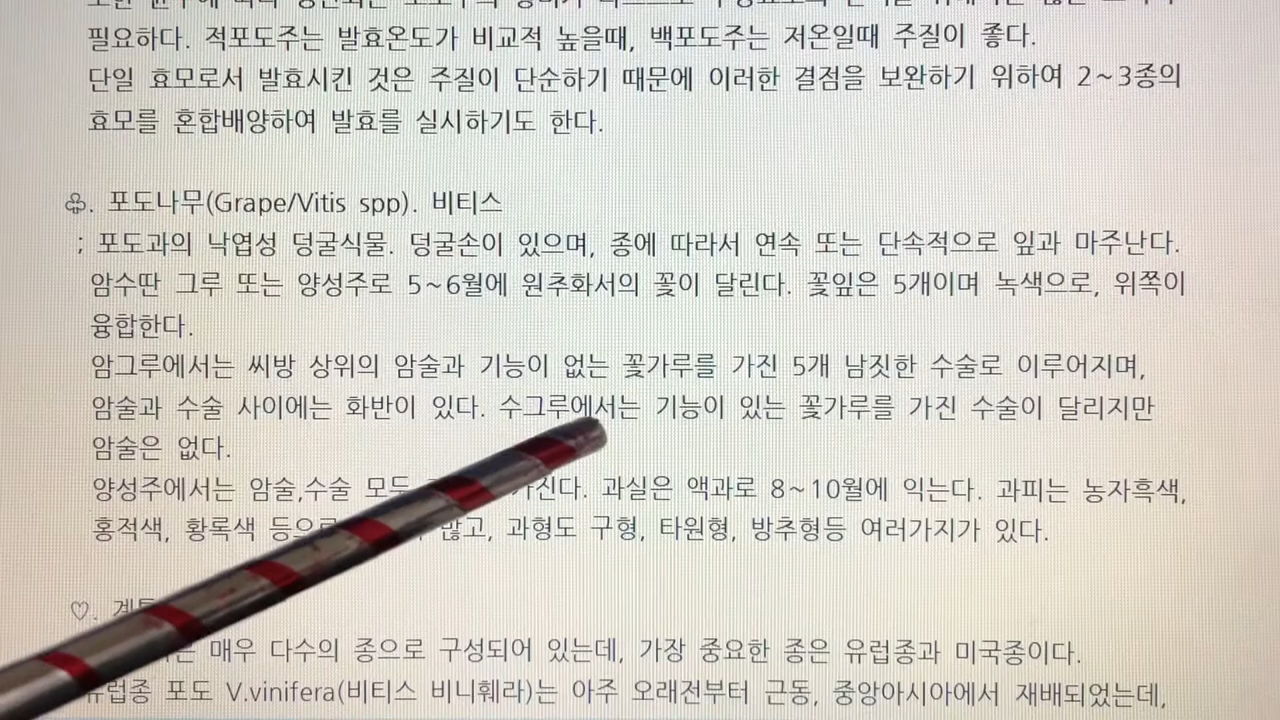 필요하다. 적포도주는 발효온도가 비교적 높을때, 백포도주는 저온일때 주질이 좋다.
단일 효모로서 발효시킨 것은 주질이 단순하기 때문에 이러한 결점을 보완하기 위하여 2~3종의
효모를 혼합배양하여 발효를 실시하기도 한다.
♧. 포도나무(Grape/Vitis spp). 비티스
; 포도과의 낙엽성 덩굴식물. 덩굴손이 있으며, 종에 따라서 연속 또는 단속적으로 잎과 마주난다.
암수딴 그루 또는 양성주로 5~6월에 원추화서의 꽃이 달린다. 꽃잎은 5개이며 녹색으로, 위쪽이
융합한다.
암그루에서는 씨방 상위의 암술과 기능이 없는 꽃가루를 가진 5개 남짓한 수술로 이루어지며,
암술과 수술 사이에는 화반이 있다. 수그루에서는 기능이 있는 꽃가루를 가진 수술이 달리지만
암술은 없다.
양성주에서는 암술,수술 모두 가진다. 과실은 액과로 8~10월에 익는다. 과피는 농자흑색,
홍적색, 황록색 등으로 많고, 과형도 구형, 타원형, 방추형등 여러가지가 있다.
♡.
매우 다수의 종으로 구성되어 있는데, 가장 중요한 종은 유럽종과 미국종이다.
유럽종 포도 V.vinifera(비티스 비니훼라)는 아주 오래전부터 근동, 중앙아시아에서 재배되었는데,